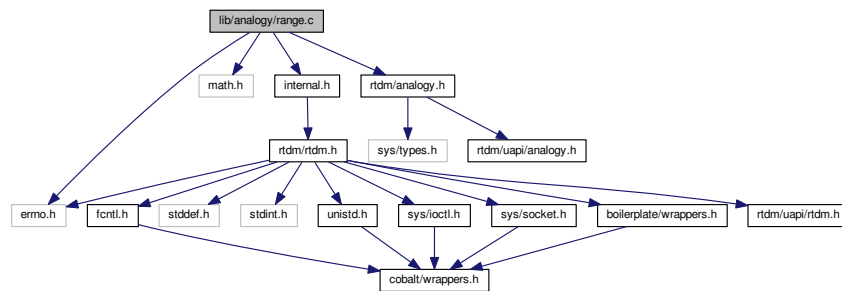 lib/analogy/range.c
math.h
internal.h
rtdm/analogy.h
rtdm/rtdm.h
sys/types.h
rtdm/uapi/analogy.h
errno.h
fcntl.h
stddef.h
stdint.h
unistd.h
sys/ioctl.h
sys/socket.h
boilerplate/wrappers.h
rtdm/uapi/rtdm.h
cobalt/wrappers.h